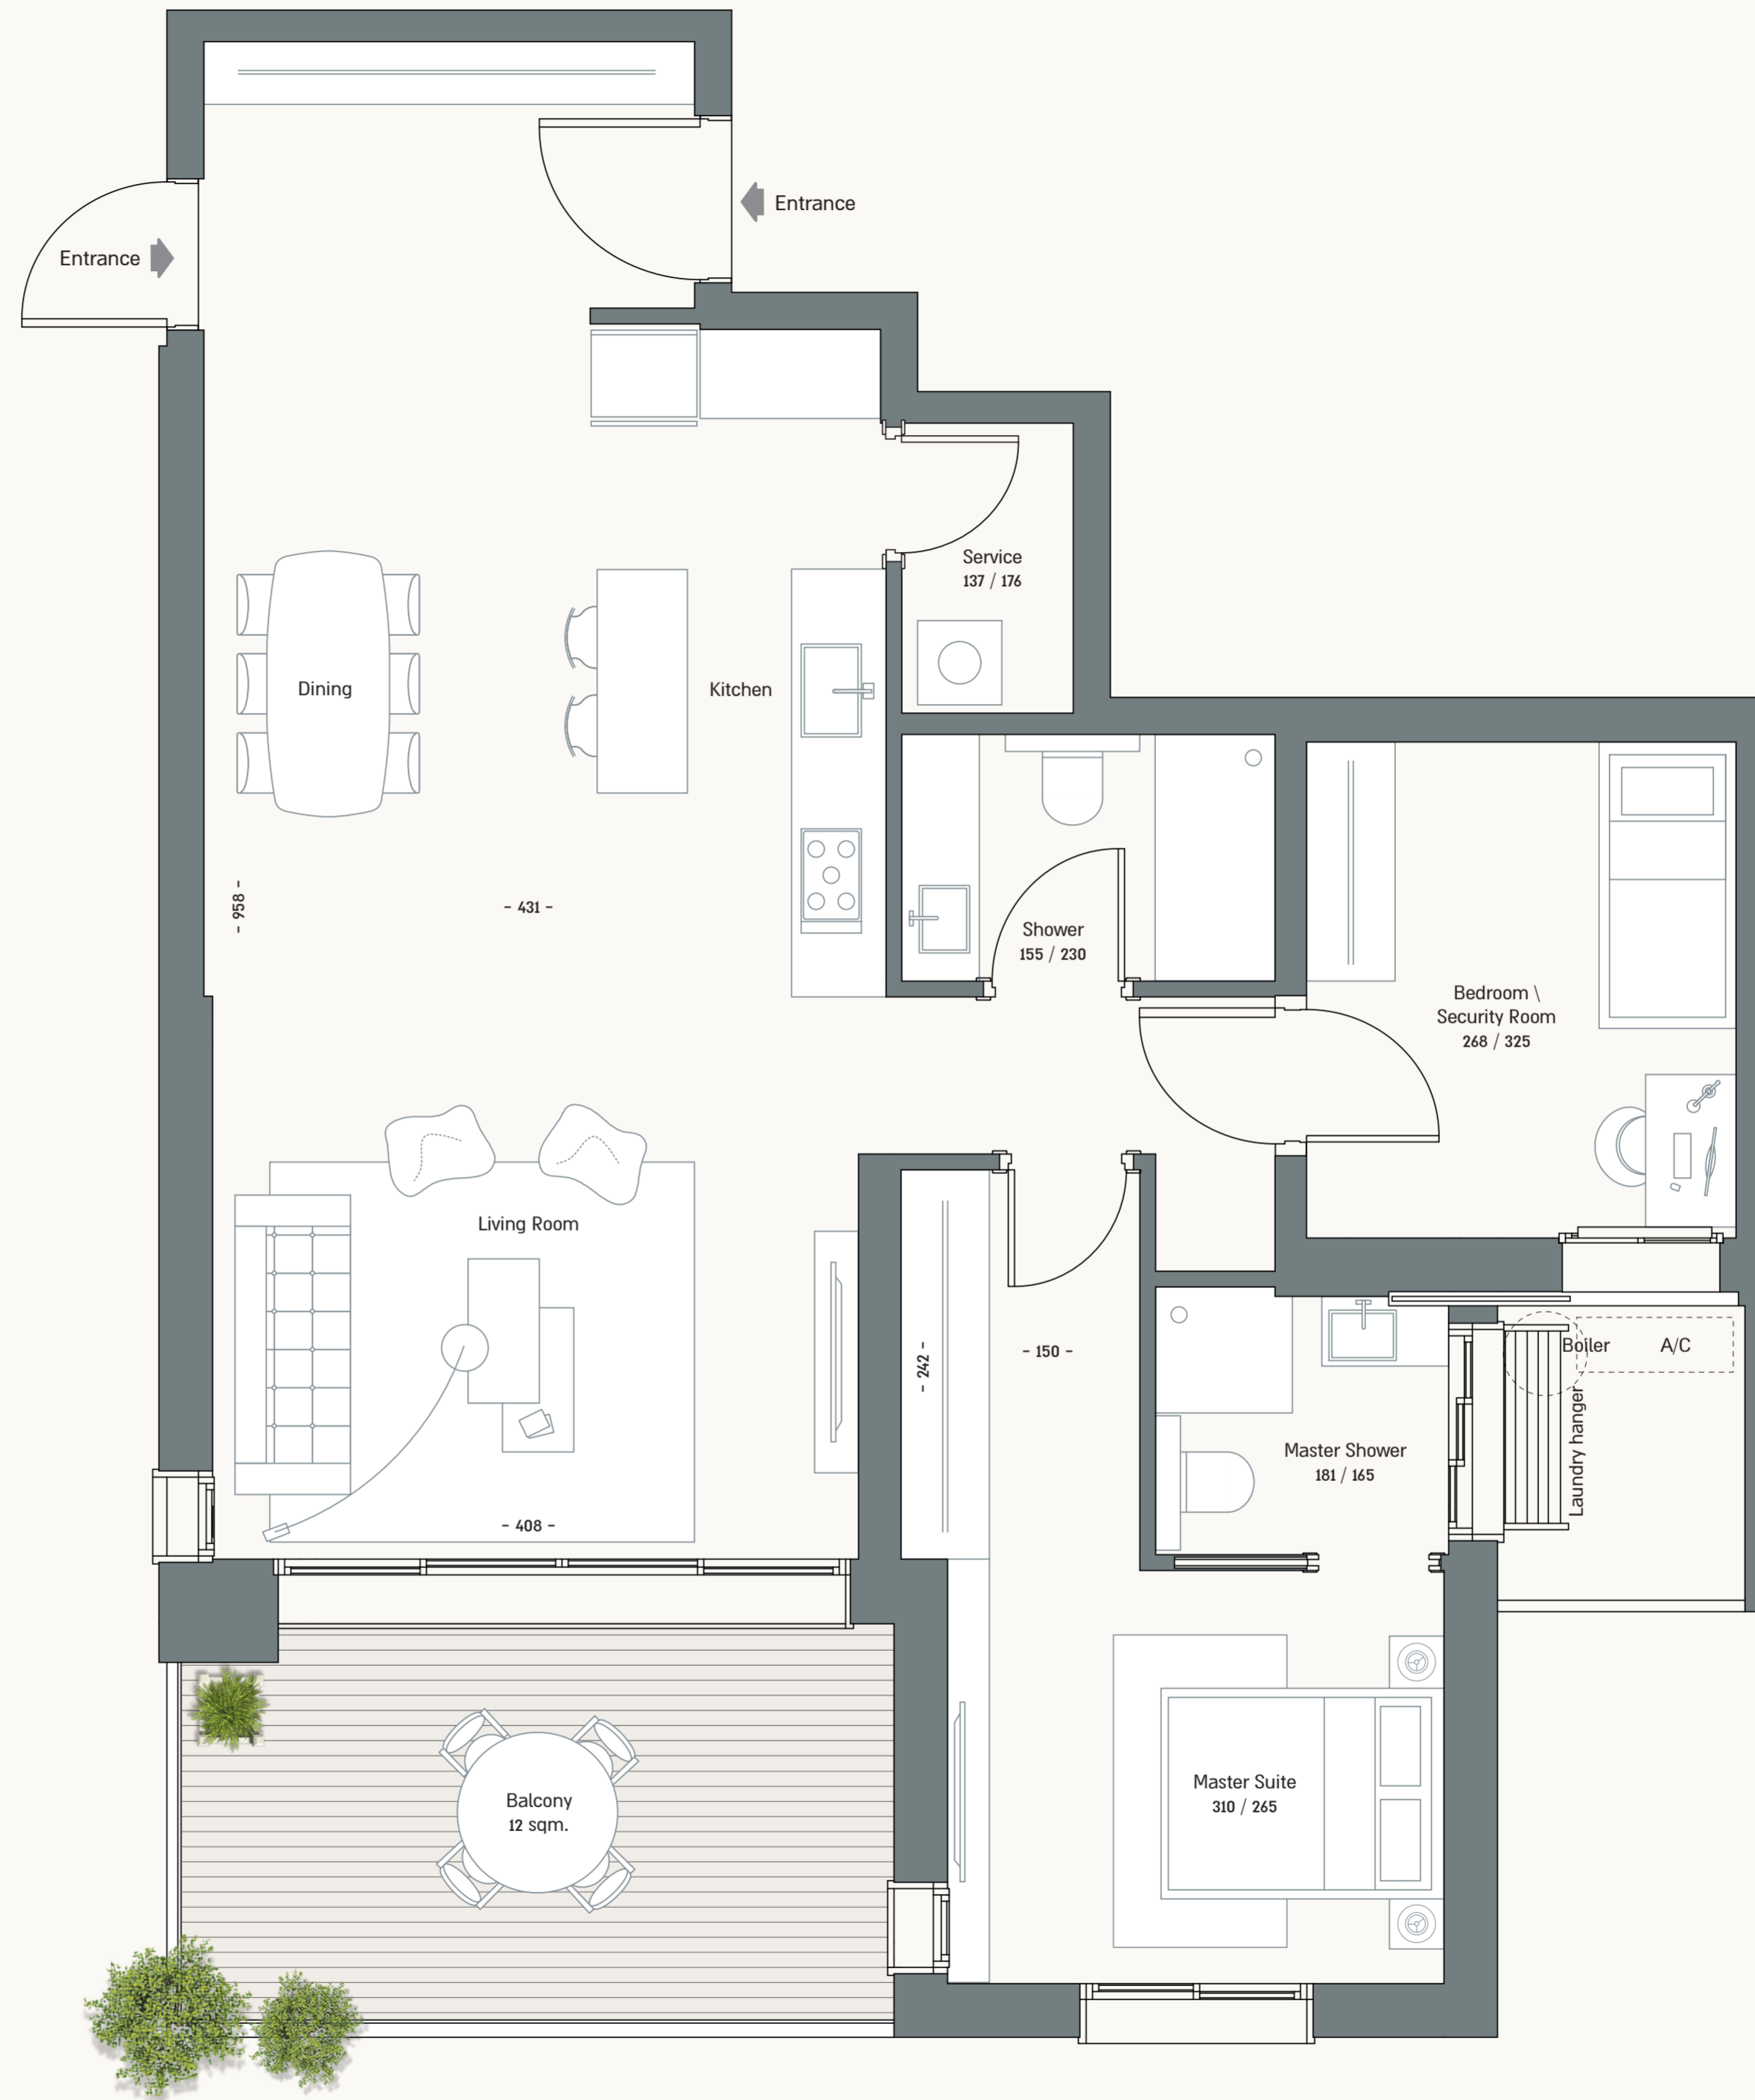 Entrance
Entrance
Service
137 / 176
Dining
Kitchen
- 958 -
- 431 -
Shower
155 / 230
Bedroom \
Security Room
268 / 325
Living Room
- 242 -
- 150 -
Boiler
A/C
Laundry hanger
Master Shower
181 / 165
- 408 -
Master Suite
310 / 265
Balcony
12 sqm.